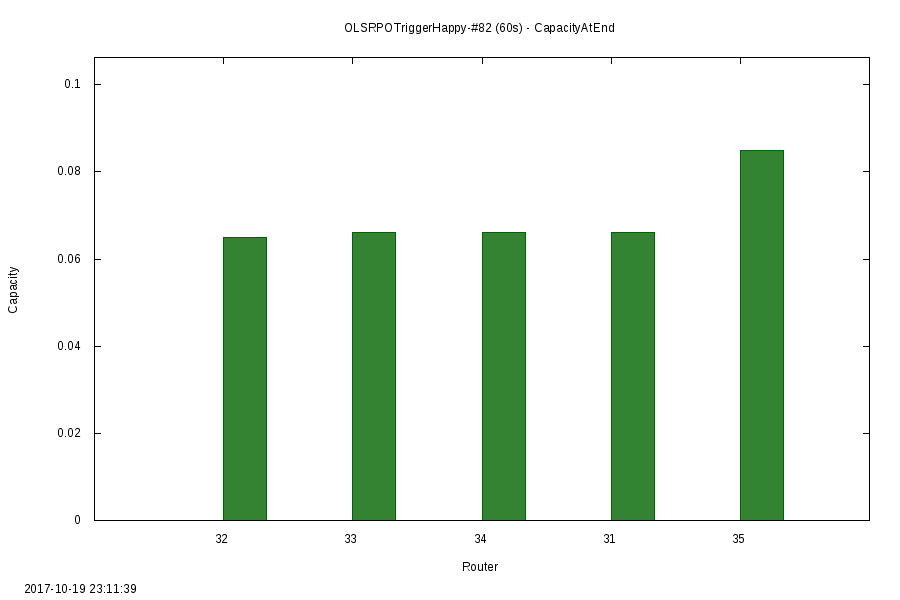 OLSRPOTriggerHappy-#82 (60s) - CapacityAtEnd
0.1
0.08
0.06
0.04
0.02
0
Capacity
32 33 34 31 35
Router
2017-10-19 23:11:39